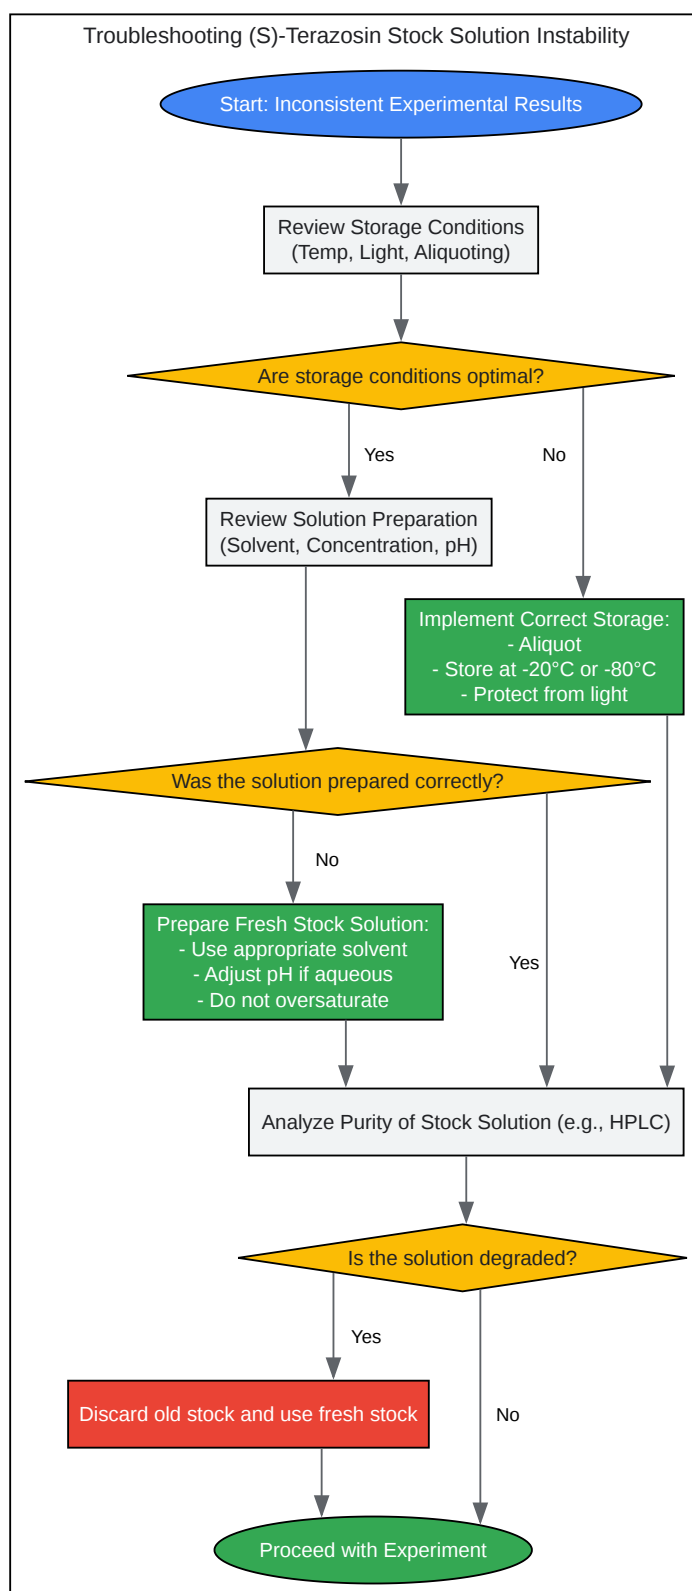 Troubleshooting (S)-Terazosin Stock Solution Instability
Start: Inconsistent Experimental Results
Review Storage Conditions
(Temp, Light, Aliquoting)
Are storage conditions optimal?
Yes
No
Review Solution Preparation
(Solvent, Concentration, pH)
Implement Correct Storage:
- Aliquot
- Store at -20°C or -80°C
- Protect from light
Was the solution prepared correctly?
No
Prepare Fresh Stock Solution:
- Use appropriate solvent
- Adjust pH if aqueous
- Do not oversaturate
Yes
Analyze Purity of Stock Solution (e.g., HPLC)
Is the solution degraded?
Yes
Discard old stock and use fresh stock
No
Proceed with Experiment